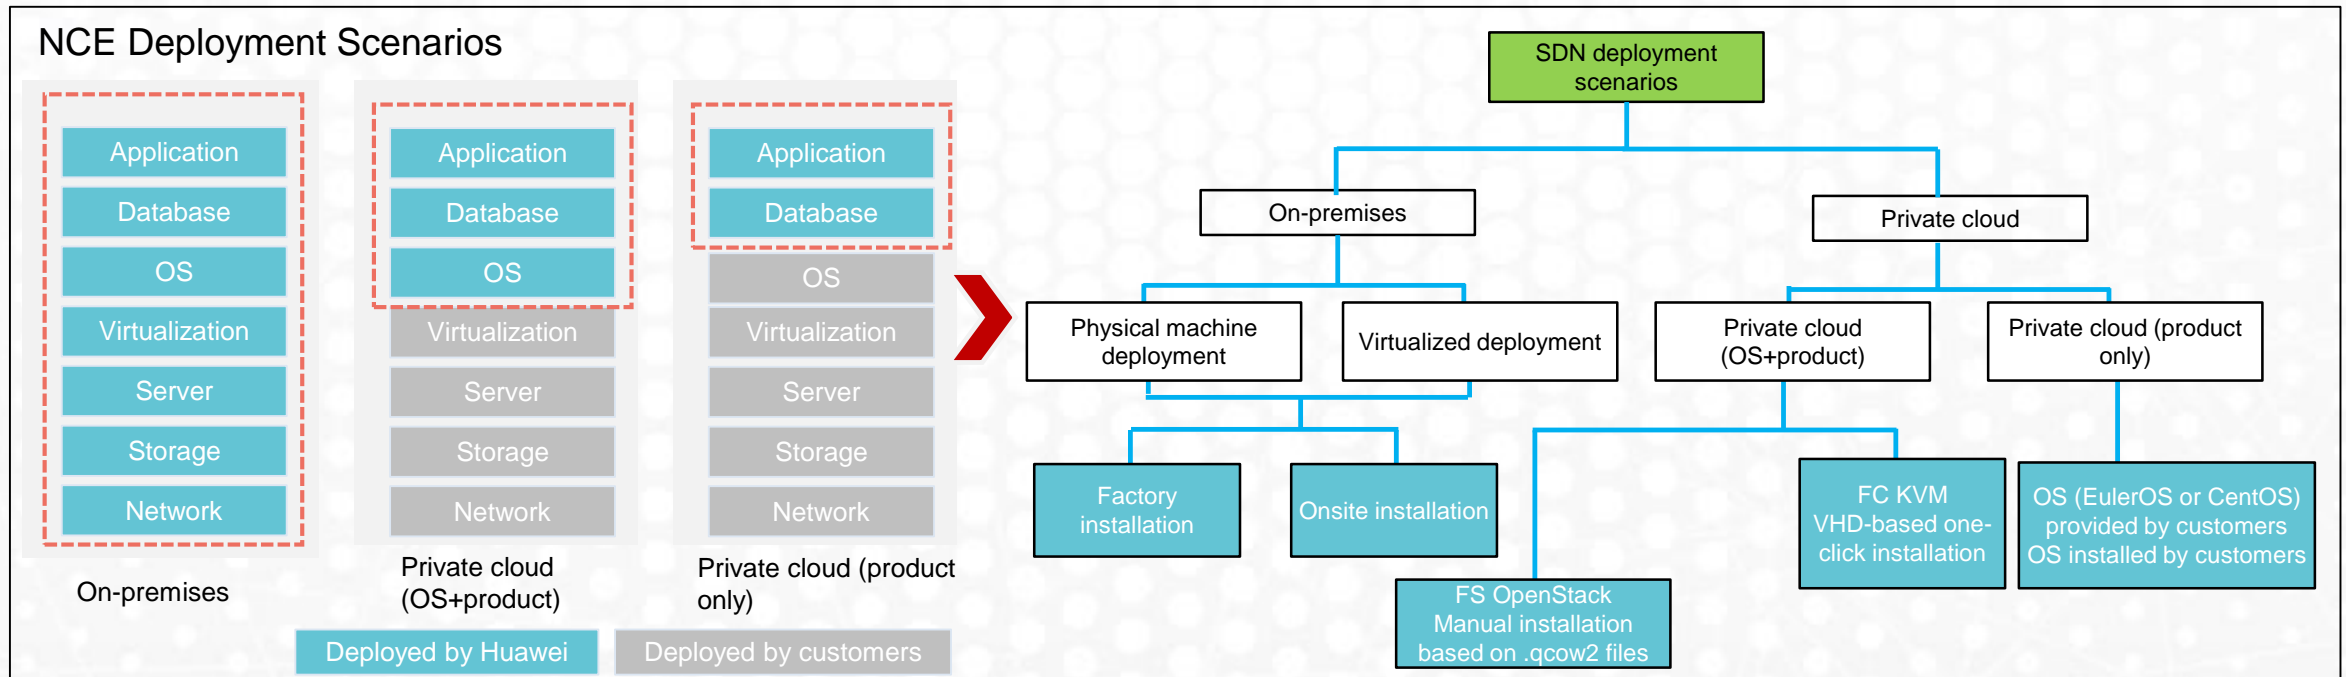 NCE Deployment Scenarios
Application
Database
OS
Virtualization
Server
Storage
Network
On-premises
Application
Database
OS
Virtualization
Server
Storage
Network
Private cloud
(OS+product)
Application
Database
OS
Virtualization
Server
Storage
Network
Private cloud (product
only)
Deployed by Huawei
Deployed by customers
SDN deployment
scenarios
On-premises
Private cloud
Physical machine
deployment
Virtualized deployment
Private cloud
(OS+product)
Private cloud (product
only)
Factory
installation
Onsite installation
FS OpenStack
Manual installation
based on .qcow2 files
FC KVM
VHD-based one-
click installation
OS (EulerOS or CentOS)
provided by customers
OS installed by customers